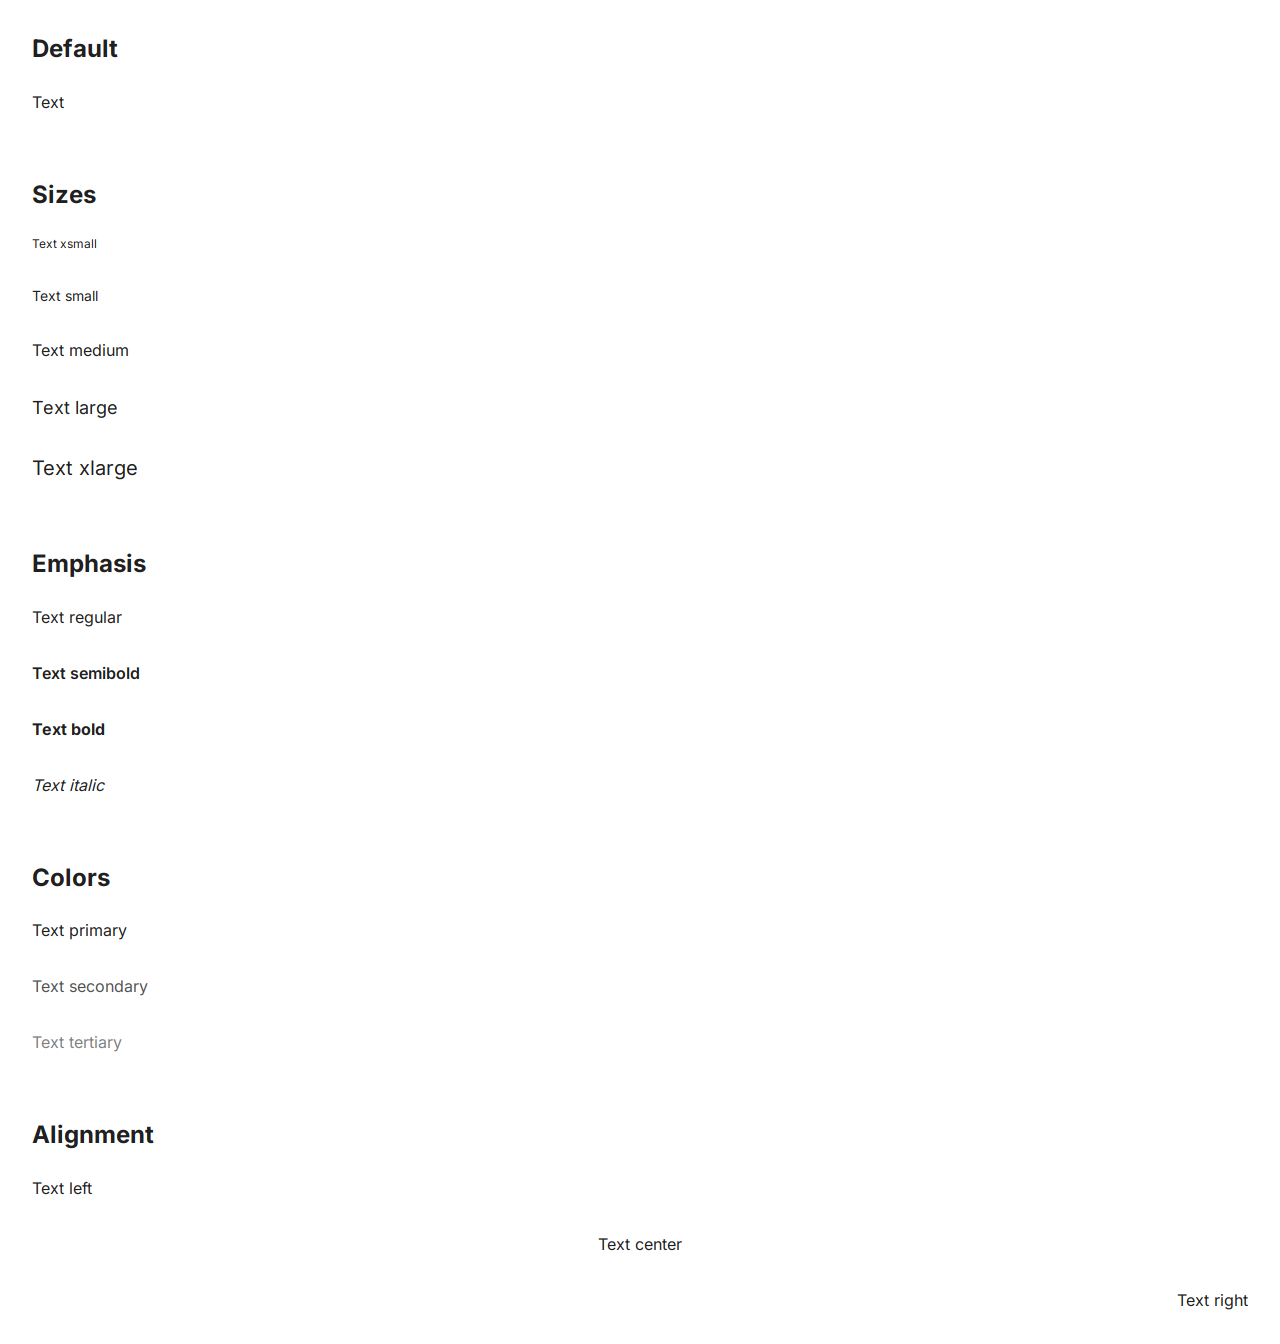 Default
Text
Sizes
Text xsmall
Text small
Text medium
Text large
Text xlarge
Emphasis
Text regular
Text semibold
Text bold
Text italic
Colors
Text primary
Text secondary
Text tertiary
Alignment
Text left
Text center
Text right